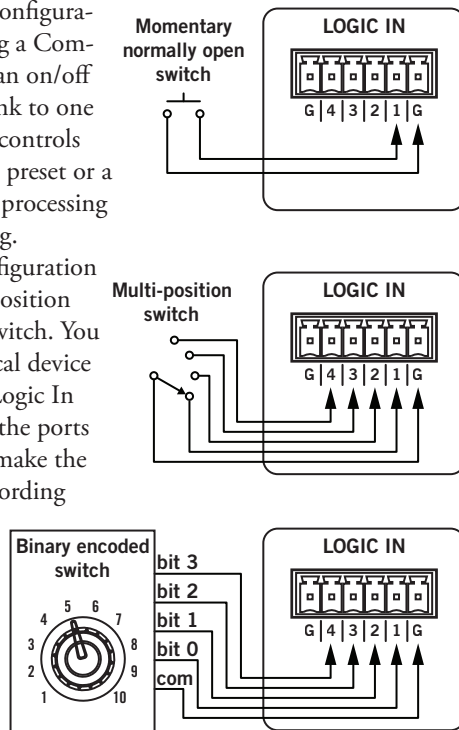 onfigura-
g a Com-
an on/off
nk to one
controls
preset or a
processing
g.
figuration
osition
witch. You
cal device
Logic In
the ports
make the
ording
Momentary
normally open
switch
LOGIC IN
G 4 3 2 1 G
Multi-position
switch
LOGIC IN
G 4 3 2 1 G
Binary encoded
switch
1 2 3 4 5 6 7 8 9 10
bit 3
bit 2
bit 1
bit 0
com
LOGIC IN
G 4 3 2 1 G